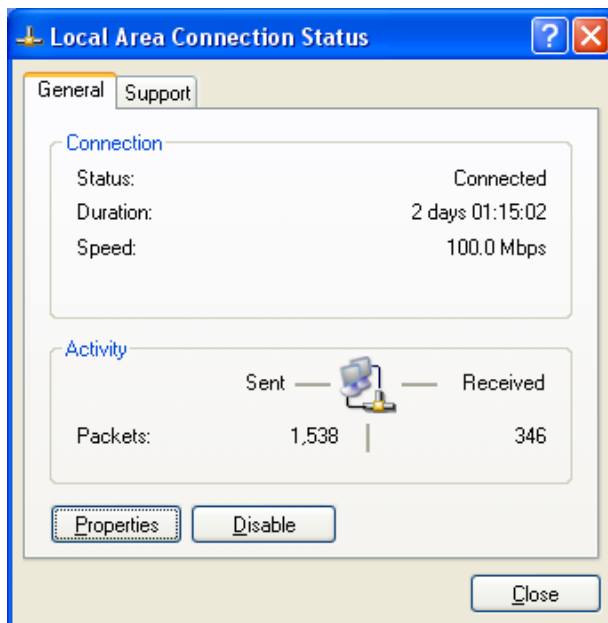 Local Area Connection Status
General Support
Connection
Status: Connected
Duration: 2 days 01:15:02
Speed: 100.0 Mbps
Activity
Sent Received
Packets: 1,538 346
Properties Disable
Close